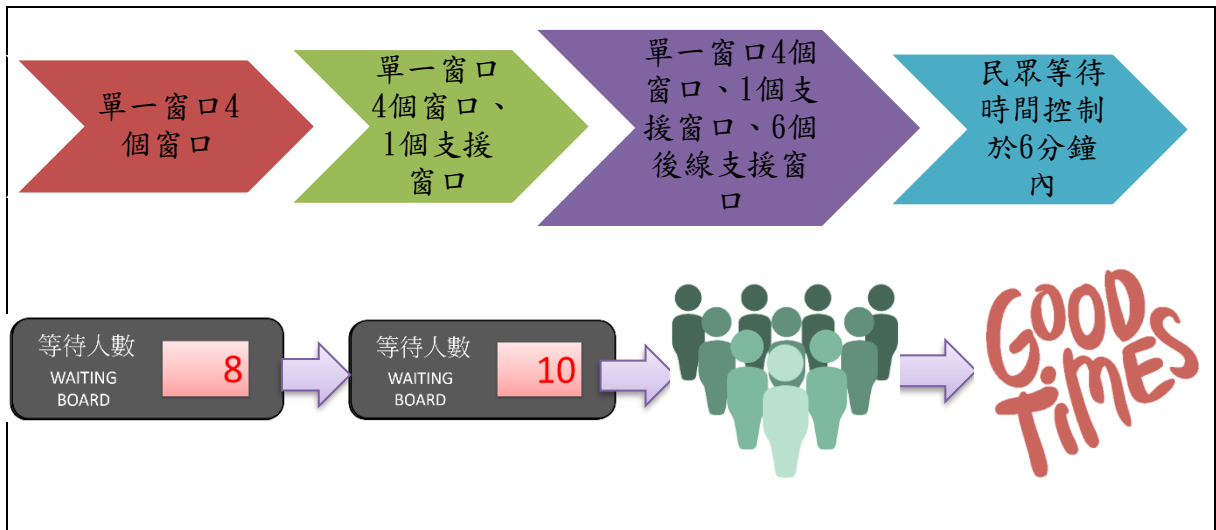 單一窗口4
個窗口
單一窗口
4個窗口、
1個支援
窗口
單一窗口4個
窗口、1個支
援窗口、6個
後線支援窗
口
民眾等待
時間控制
於6分鐘
內
等待人數
WAITING
BOARD
8
等待人數
WAITING
BOARD
10
GOOD
TiMES